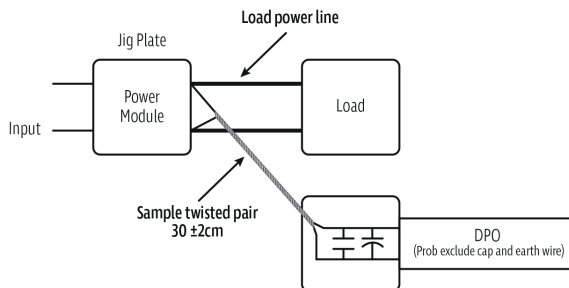 Load power line
Jig Plate
Power
Module
Load
Input
Sample twisted pair
30 ±2cm
DPO
(Prob exclude cap and earth wire)